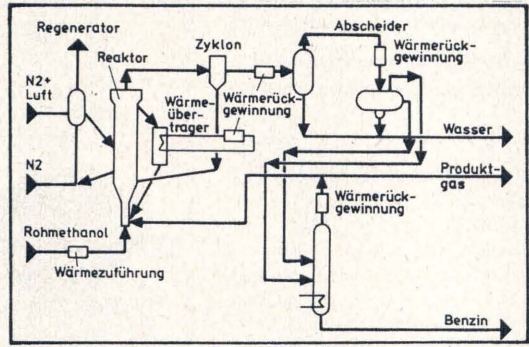 Regenerator
Reaktor
Zyklon
Abscheider
Wärmerück-
gewinnung
N2+
Luft
Wärme-
über-
trager
Wärmerück-
gewinnung
Wasser
N2
Produkt-
gas
Wärmerück-
gewinnung
Rohmethanol
Wärmezuführung
Benzin